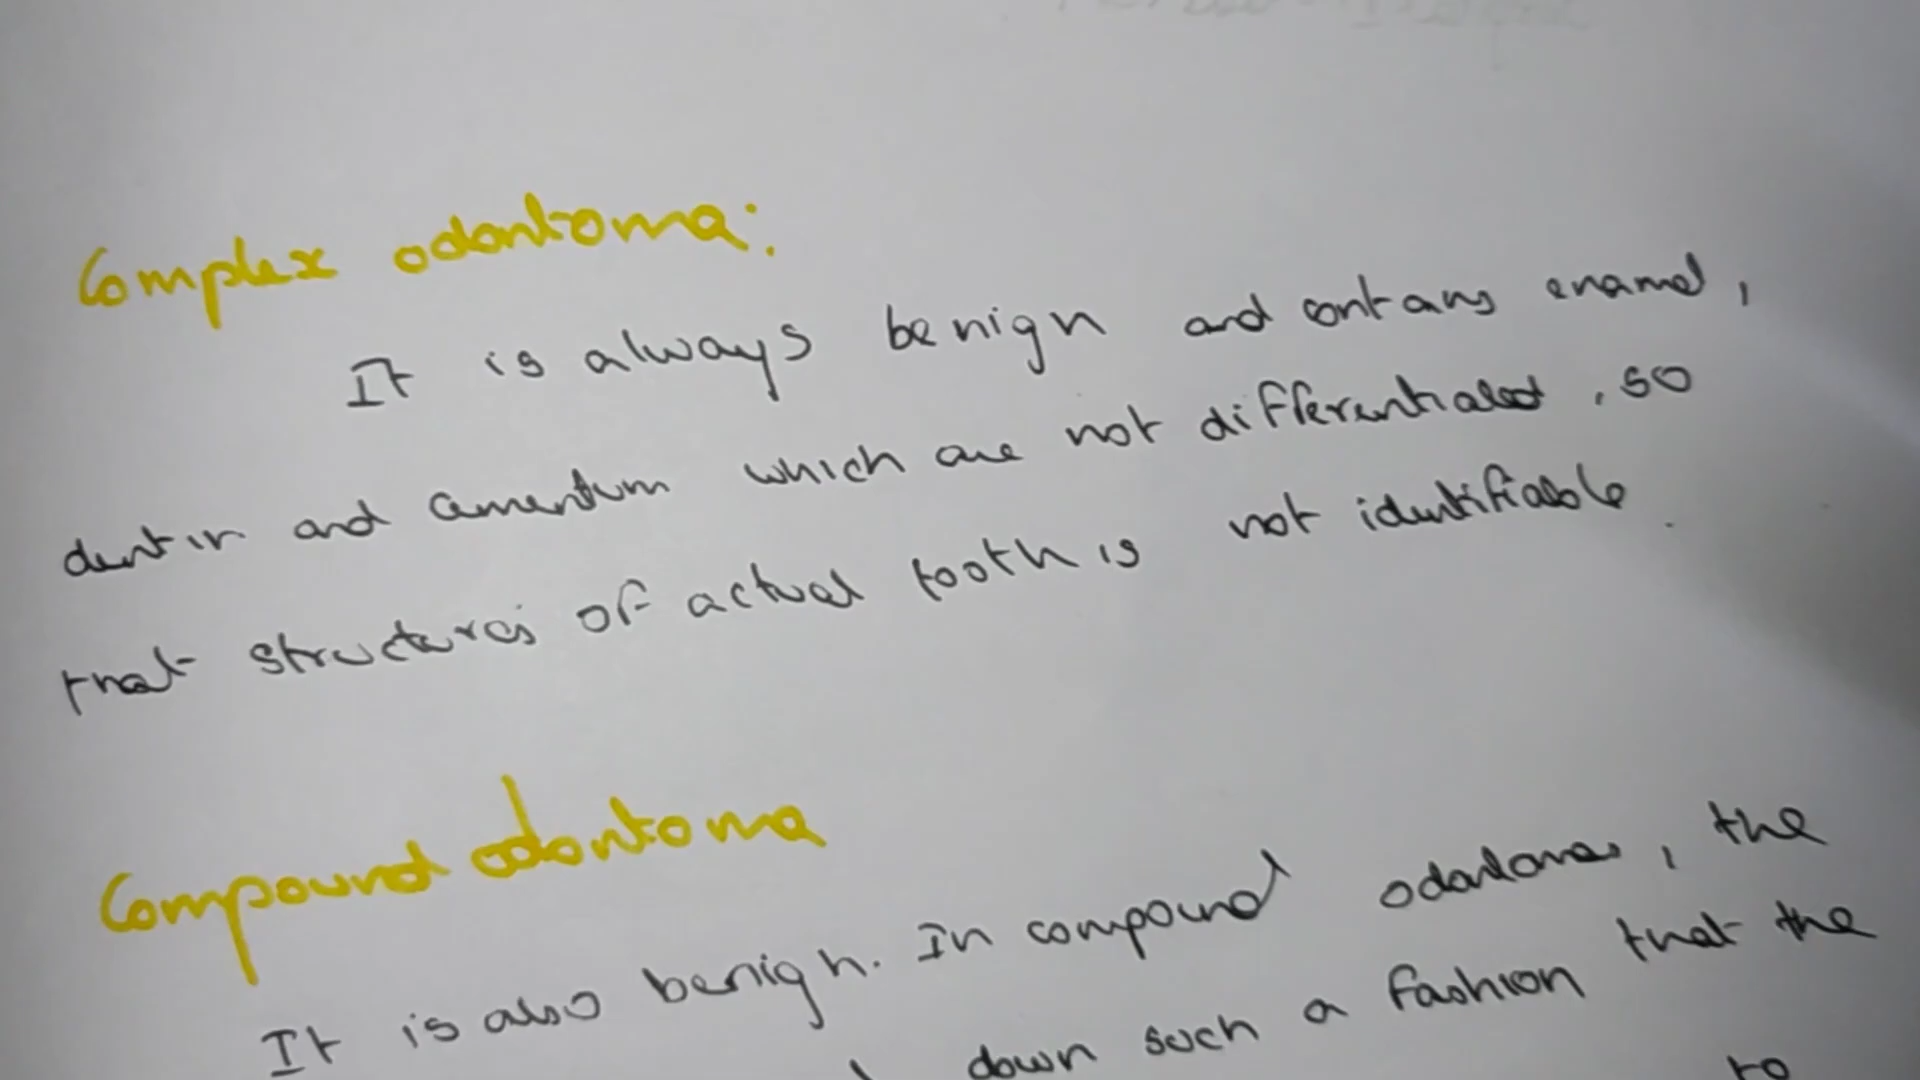 Complex odontoma:
It is always benign and contans enamel,
dentin and cementum which are not differentiated, so
that structures of actual tooth is not identifiable.
Compound odontoma
It is also benign. In compound odontomas, the
down such a fashion that the
to